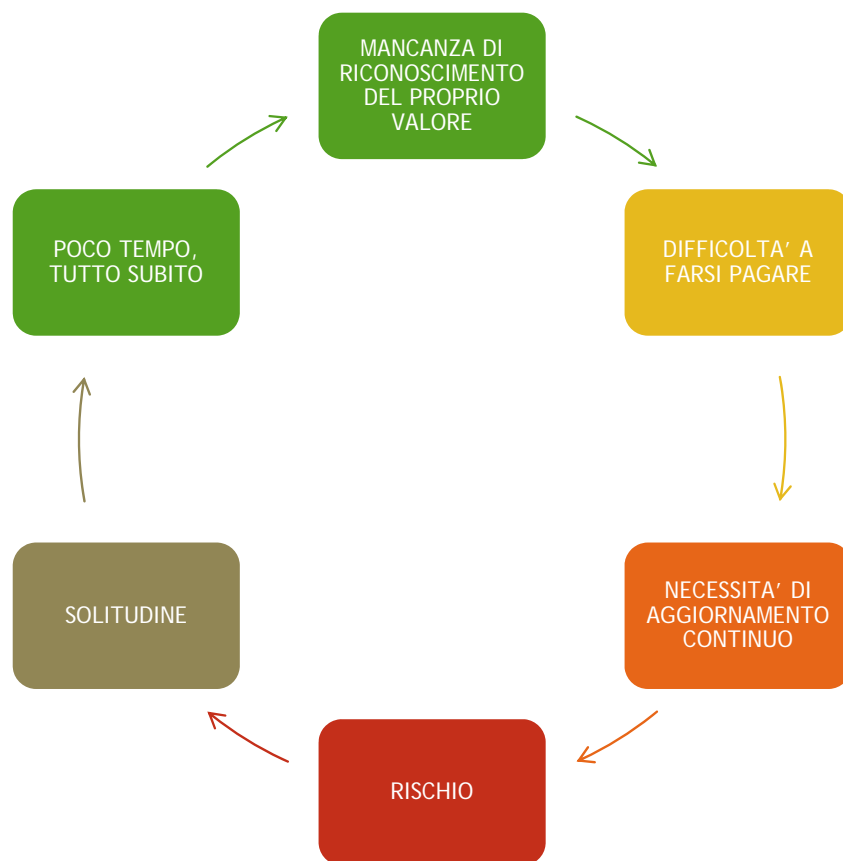 MANCANZA DI
RICONOSCIMENTO
DEL PROPRIO
VALORE
DIFFICOLTA' A
FARSI PAGARE
NECESSITA' DI
AGGIORNAMENTO
CONTINUO
RISCHIO
SOLITUDINE
POCO TEMPO,
TUTTO SUBITO